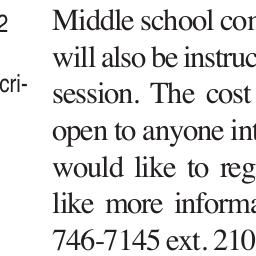 2
cri-
Middle school con
will also be instruc
session. The cost
open to anyone int
would like to reg
like more informa
746-7145 ext. 210